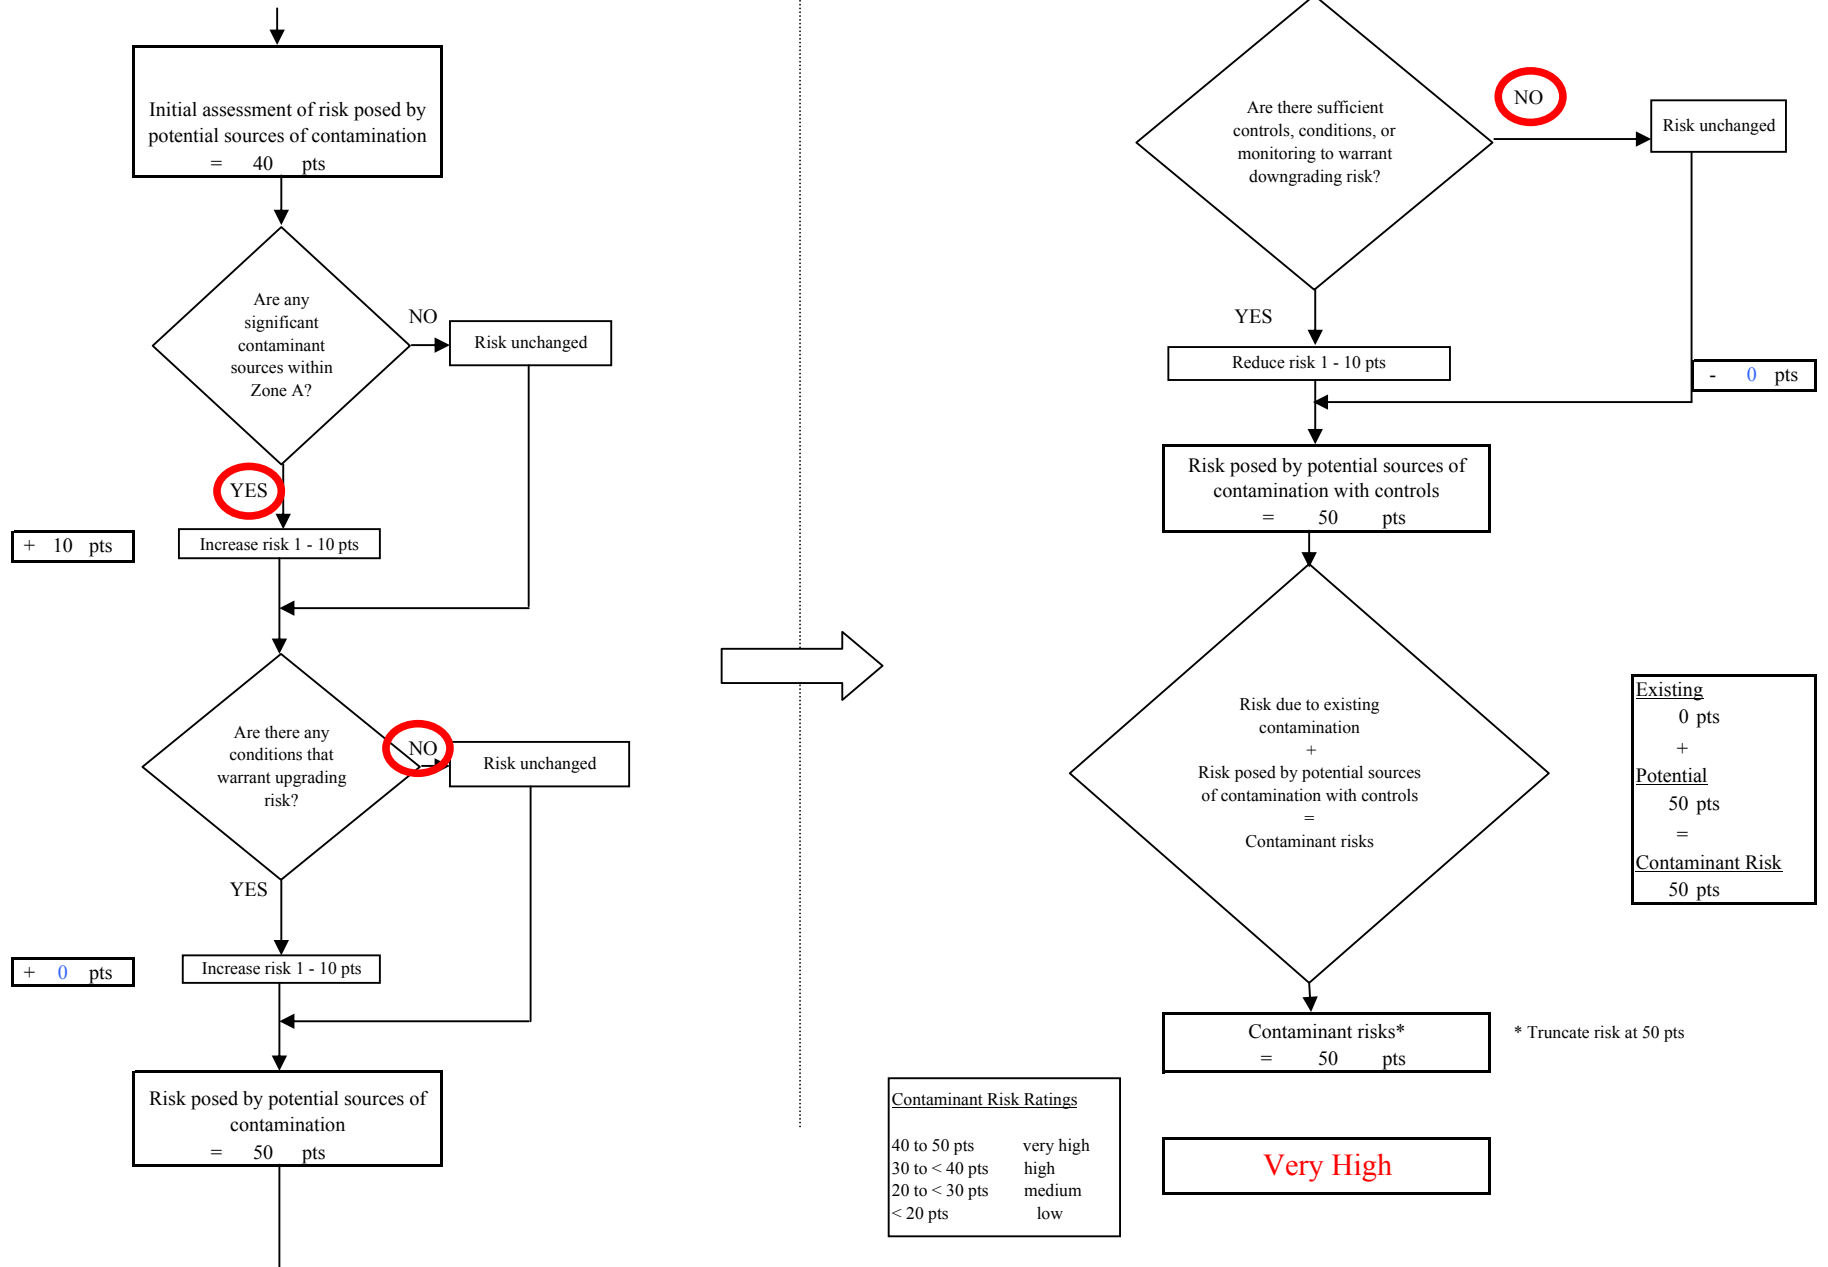 Initial assessment of risk posed by
potential sources of contamination
= 40 pts
Are any
significant
contaminant
sources within
Zone A?
NO
Risk unchanged
YES
+ 10 pts
Increase risk 1 - 10 pts
Are there any
conditions that
warrant upgrading
risk?
NO
Risk unchanged
YES
+ 0 pts
Increase risk 1 - 10 pts
Risk posed by potential sources of
contamination
= 50 pts
Are there sufficient
controls, conditions, or
monitoring to warrant
downgrading risk?
NO
Risk unchanged
YES
Reduce risk 1 - 10 pts
- 0 pts
Risk posed by potential sources of
contamination with controls
= 50 pts
Risk due to existing
contamination
+
Risk posed by potential sources
of contamination with controls
=
Contaminant risks
Existing
0 pts
+
Potential
50 pts
=
Contaminant Risk
50 pts
Contaminant risks*
= 50 pts
* Truncate risk at 50 pts
Contaminant Risk Ratings
40 to 50 pts very high
30 to < 40 pts high
20 to < 30 pts medium
< 20 pts low
Very High